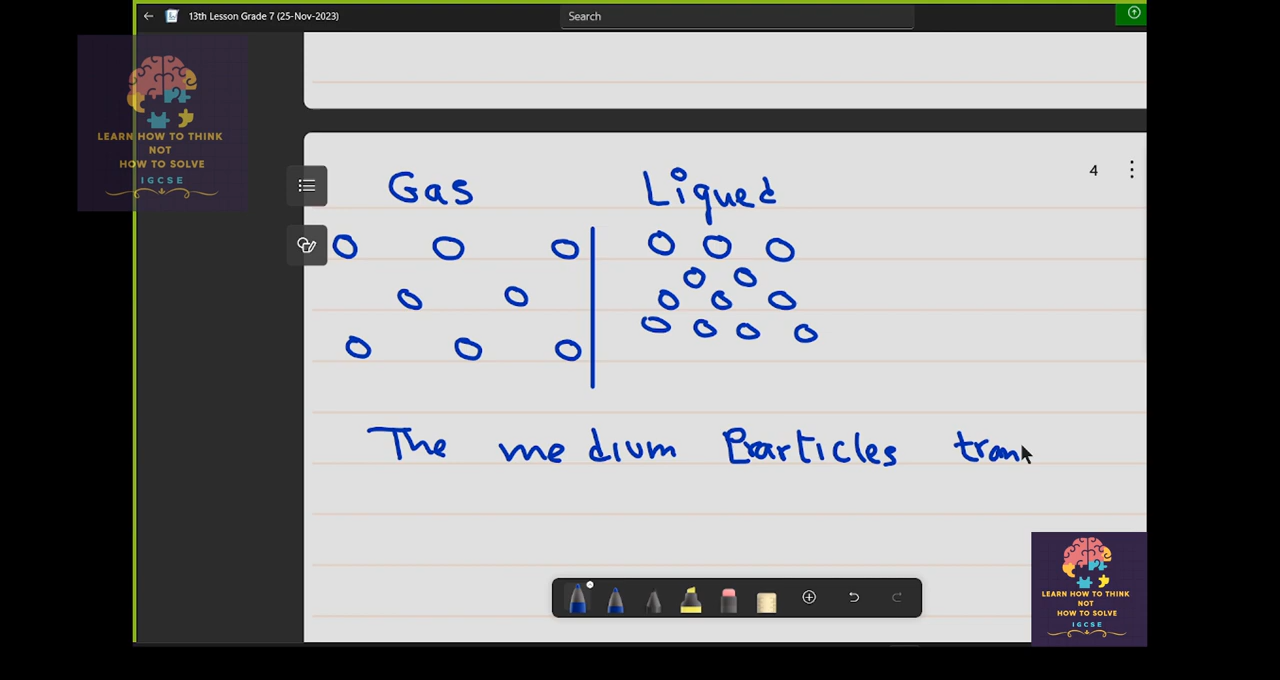 13th Lesson Grade 7 (25-Nov-2023)
Search
LEARN HOW TO THINK
NOT
HOW TO SOLVE
IGCSE
4
Gas Liqued
The medium Particles tran
LEARN HOW TO THINK
NOT
HOW TO SOLVE
IGCSE